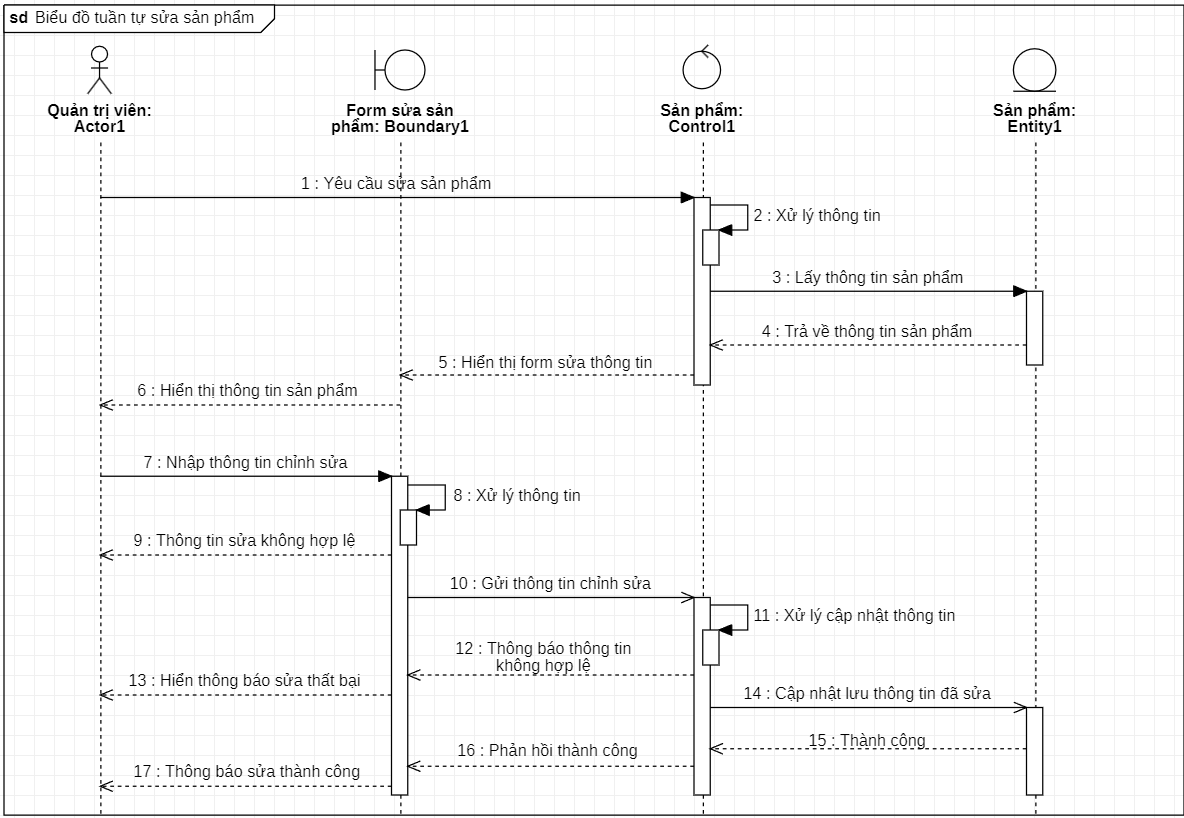 sd Biểu đồ tuần tự sửa sản phẩm
Quản trị viên:
Actor1
Form sửa sản
phẩm: Boundary1
Sản phẩm:
Control1
Sản phẩm:
Entity1
1 : Yêu cầu sửa sản phẩm
2 : Xử lý thông tin
3 : Lấy thông tin sản phẩm
4 : Trả về thông tin sản phẩm
5 : Hiển thị form sửa thông tin
6 : Hiển thị thông tin sản phẩm
7 : Nhập thông tin chỉnh sửa
8 : Xử lý thông tin
9 : Thông tin sửa không hợp lệ
10 : Gửi thông tin chỉnh sửa
11 : Xử lý cập nhật thông tin
12 : Thông báo thông tin
không hợp lệ
13 : Hiển thông báo sửa thất bại
14 : Cập nhật lưu thông tin đã sửa
15 : Thành công
16 : Phản hồi thành công
17 : Thông báo sửa thành công